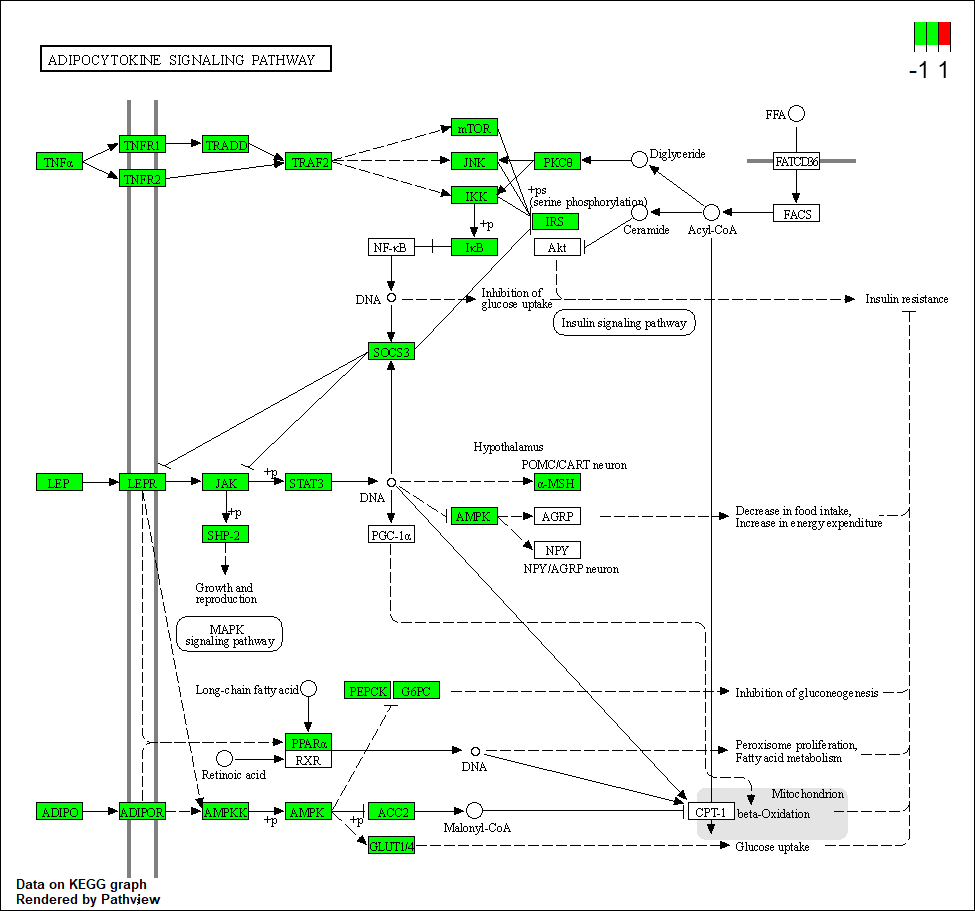 ADIPOCYTOKINE SIGNALING PATHWAY
-1 1
FFA
mTOR
TNFR1
TRADD
TNFα
TRAF2
JNK
PKCθ
Diglyceride
FATCD36
TNFR2
IKK
+ps
(serine phosphorylation)
FACS
+p
IRS
Ceramide
Acyl-CoA
NF-κB
IκB
Akt
DNA
Inhibition of
glucose uptake
Insulin resistance
Insulin signaling pathway
SOCS3
Hypothalamus
POMC/CART neuron
LEP
LEPR
JAK
+p
STAT3
DNA
α-MSH
+p
AMPK
AGRP
Decrease in food intake,
Increase in energy expenditure
SHP-2
PGC-1α
NPY
NPY/AGRP neuron
Growth and
reproduction
MAPK
signaling pathway
Long-chain fatty acid
PEPCK
G6PC
Inhibition of gluconeogenesis
PPARα
RXR
Retinoic acid
DNA
Peroxisome proliferation,
Fatty acid metabolism
Mitochondrion
ADIPO
ADIPOR
AMPKK
+p
AMPK
+p
ACC2
Malonyl-CoA
CPT-1
beta-Oxidation
GLUT1/4
Glucose uptake
Data on KEGG graph
Rendered by Pathview